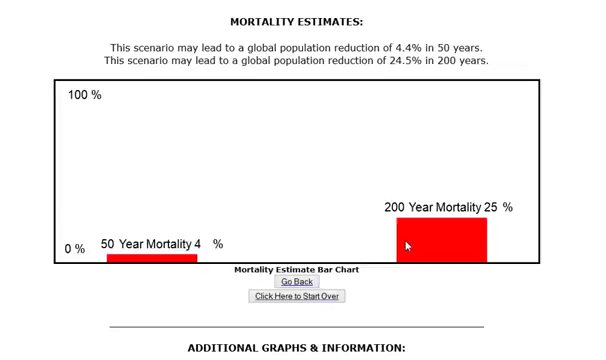 MORTALITY ESTIMATES:
This scenario may lead to a global population reduction of 4.4% in 50 years.
This scenario may lead to a global population reduction of 24.5% in 200 years.
100 %
200 Year Mortality 25 %
0 %
50 Year Mortality 4 %
Mortality Estimate Bar Chart
Go Back
Click Here to Start Over
ADDITIONAL GRAPHS & INFORMATION: